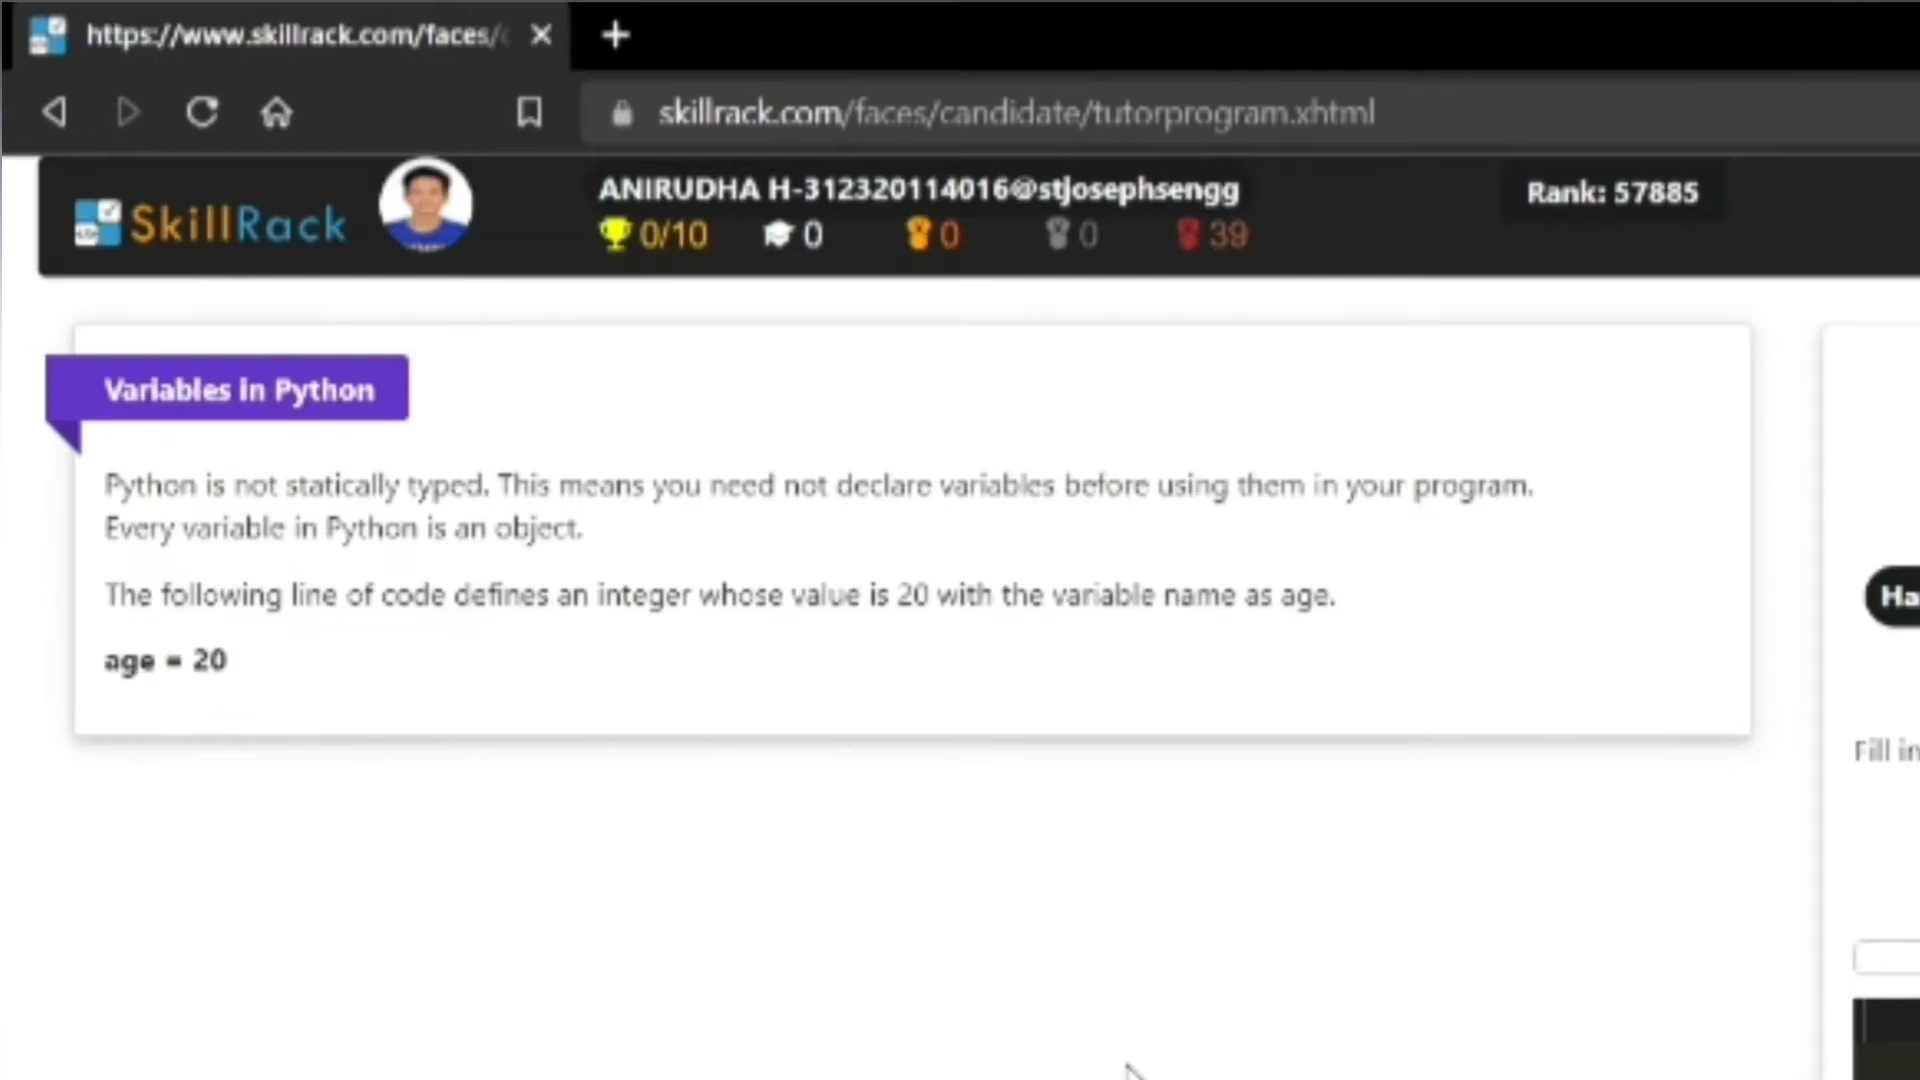 https://www.skillrack.com/faces/
skillrack.com/faces/candidate/tutorprogram.xhtml
SkillRack
ANIRUDHA H-312320114016@stjosephsengg
0/10 0 0 0 39
Rank: 57885
Variables in Python
Python is not statically typed. This means you need not declare variables before using them in your program.
Every variable in Python is an object.
The following line of code defines an integer whose value is 20 with the variable name as age.
age = 20
Ha
Fill in